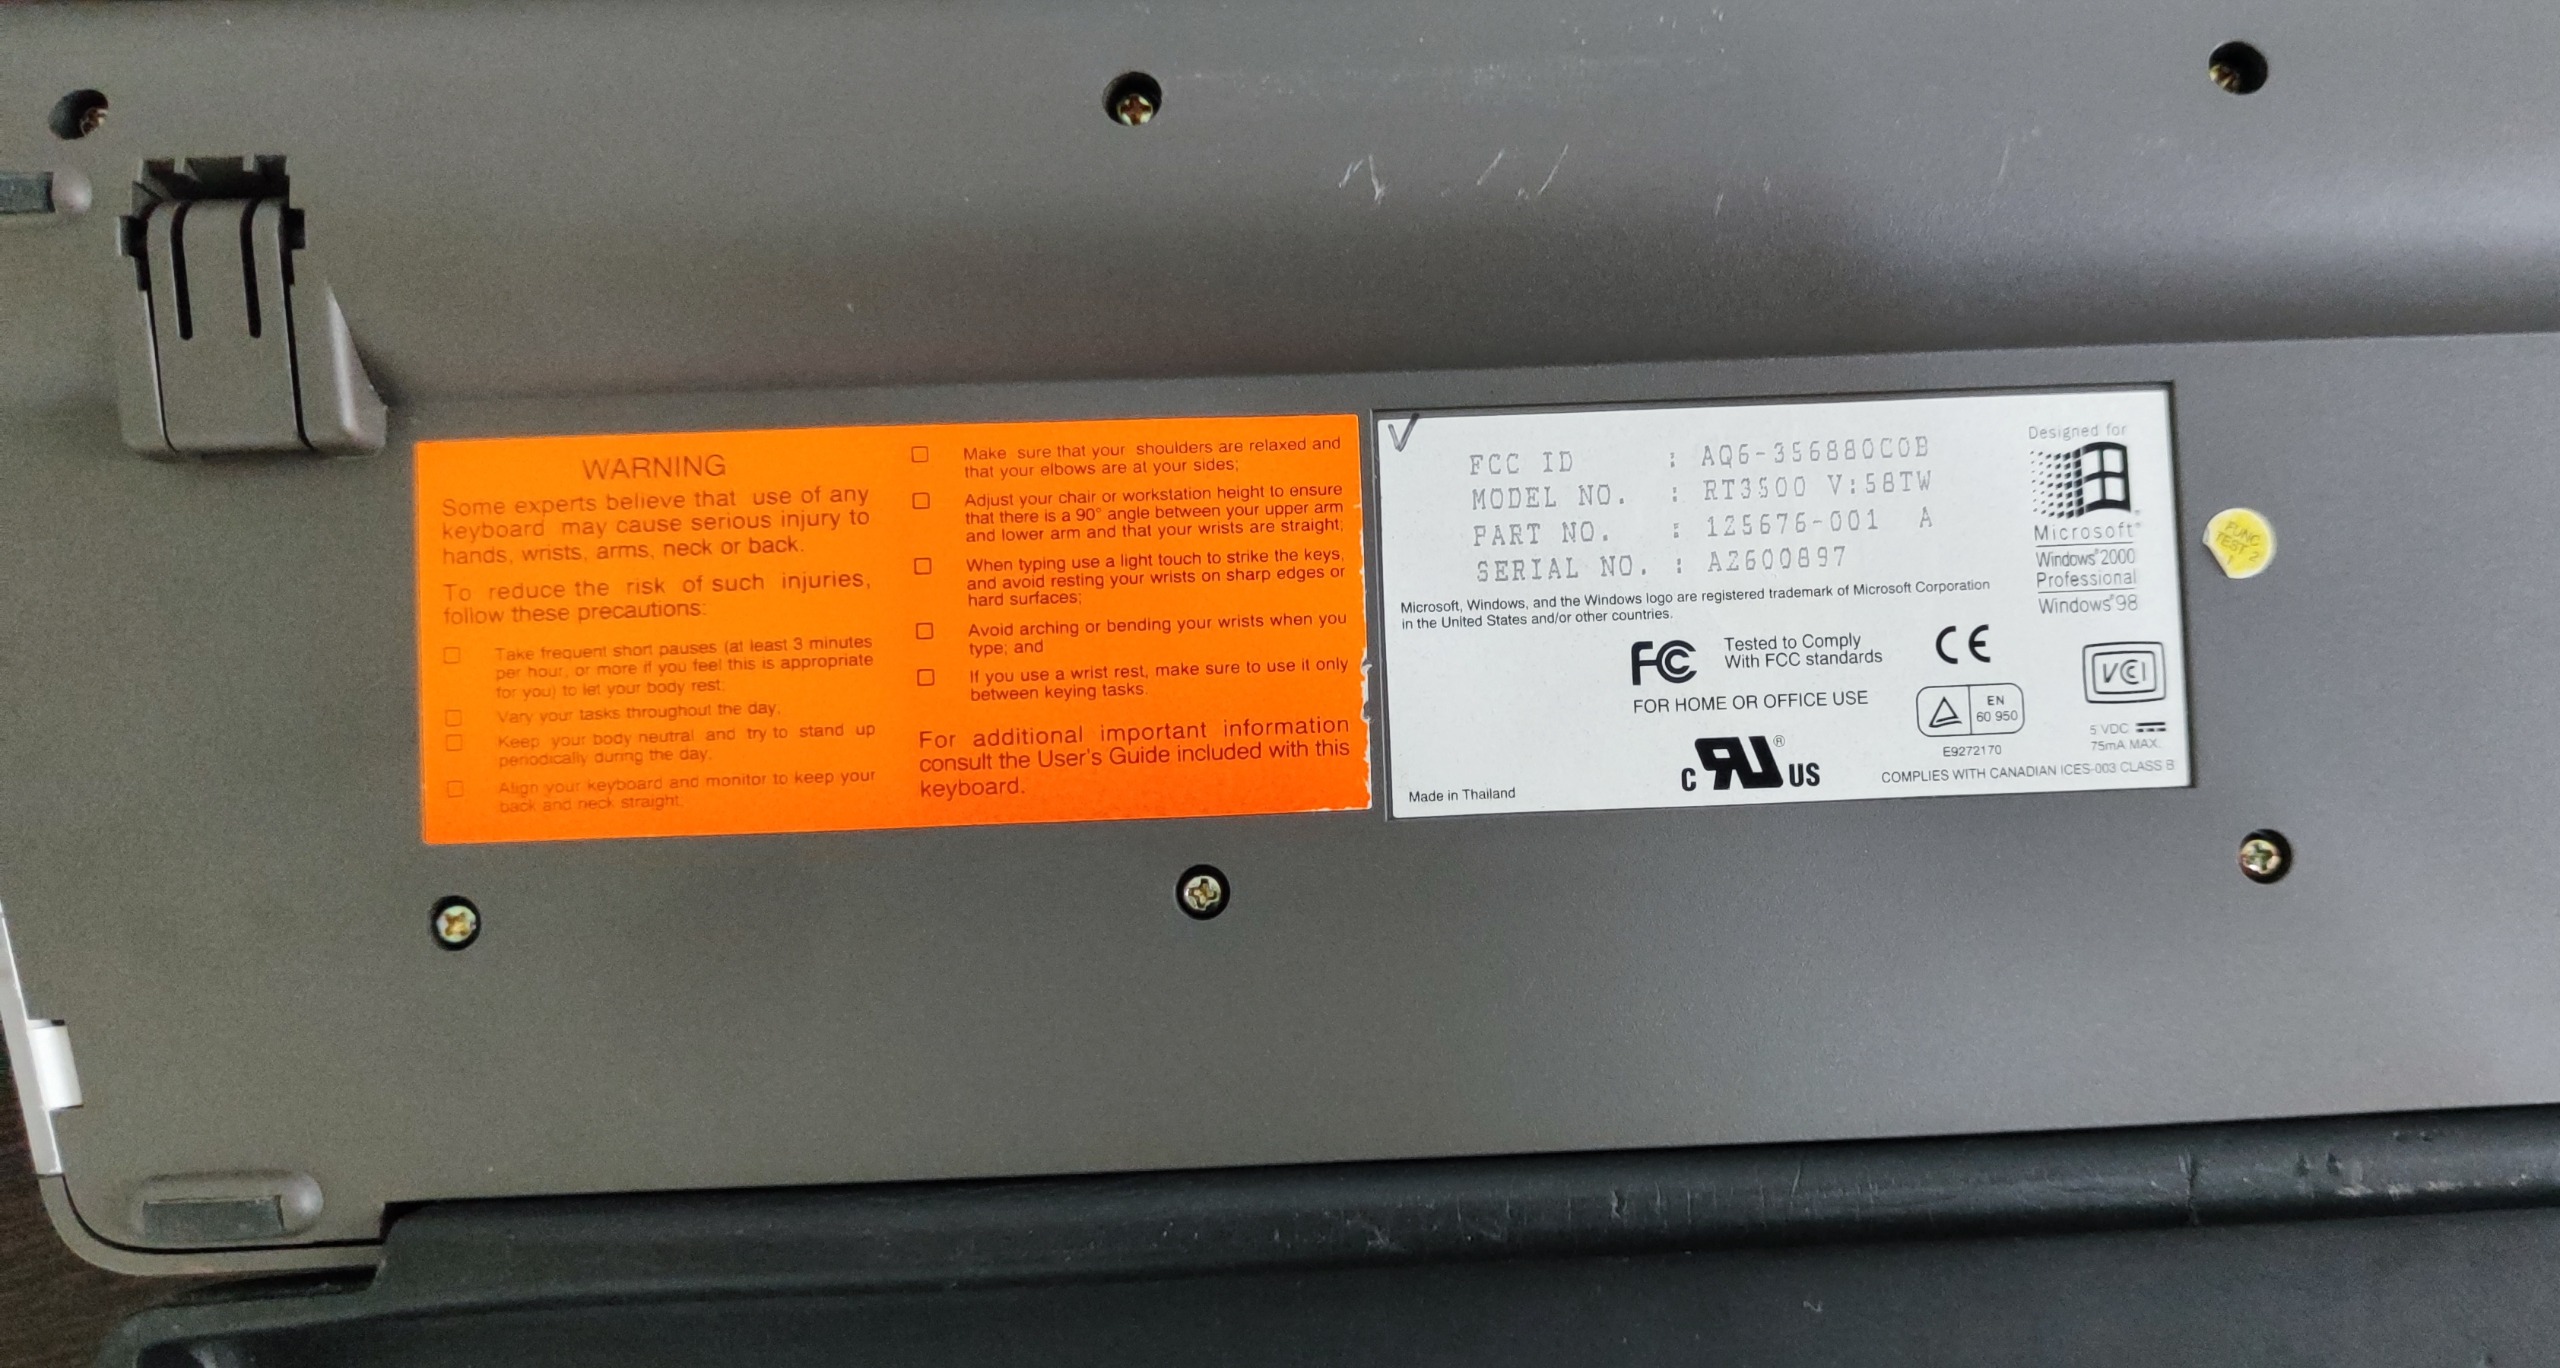 WARNING
Some experts believe that use of any
keyboard may cause serious injury to
hands, wrists, arms, neck or back.
To reduce the risk of such injuries,
follow these precautions:
Take frequent short pauses (at least 3 minutes
per hour, or more if you feel this is appropriate
for you) to let your body rest;
Vary your tasks throughout the day;
Keep your body neutral and try to stand up
periodically during the day;
Align your keyboard and monitor to keep your
back and neck straight;
Make sure that your shoulders are relaxed and
that your elbows are at your sides;
Adjust your chair or workstation height to ensure
that there is a 90° angle between your upper arm
and lower arm and that your wrists are straight;
When typing use a light touch to strike the keys,
and avoid resting your wrists on sharp edges or
hard surfaces;
Avoid arching or bending your wrists when you
type; and
If you use a wrist rest, make sure to use it only
between keying tasks.
For additional important information
consult the User's Guide included with this
keyboard.
FCC ID : AQ6-356880C0B
MODEL NO. : RT3500 V:58TW
PART NO. : 125676-001 A
SERIAL NO. : AZ600897
Designed for
Microsoft®
Windows®2000
Professional
Windows®98
Microsoft, Windows, and the Windows logo are registered trademark of Microsoft Corporation
in the United States and/or other countries.
FC
Tested to Comply
With FCC standards
CE
FOR HOME OR OFFICE USE
EN
60 950
E9272170
VCI
5 VDC
75mA MAX.
c RU ® US
COMPLIES WITH CANADIAN ICES-003 CLASS B
Made in Thailand
FUNC
TEST 2
1